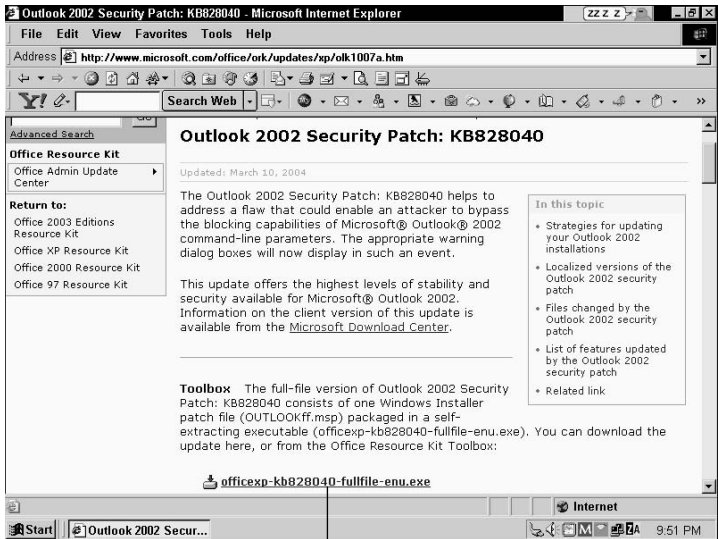 Outlook 2002 Security Patch: KB828040 - Microsoft Internet Explorer
zz z z
File Edit View Favorites Tools Help
Address http://www.microsoft.com/office/ork/updates/xp/olk1007a.htm
Y! Search Web
Advanced Search
Office Resource Kit
Office Admin Update
Center
Return to:
Office 2003 Editions
Resource Kit
Office XP Resource Kit
Office 2000 Resource Kit
Office 97 Resource Kit
Outlook 2002 Security Patch: KB828040
Updated: March 10, 2004
The Outlook 2002 Security Patch: KB828040 helps to
address a flaw that could enable an attacker to bypass
the blocking capabilities of Microsoft® Outlook® 2002
command-line parameters. The appropriate warning
dialog boxes will now display in such an event.
This update offers the highest levels of stability and
security available for Microsoft® Outlook 2002.
Information on the client version of this update is
available from the Microsoft Download Center.
In this topic
Strategies for updating
your Outlook 2002
installations
Localized versions of the
Outlook 2002 security
patch
Files changed by the
Outlook 2002 security
patch
List of features updated
by the Outlook 2002
security patch
Related link
Toolbox The full-file version of Outlook 2002 Security
Patch: KB828040 consists of one Windows Installer
patch file (OUTLOOKff.msp) packaged in a self-
extracting executable (officexp-kb828040-fullfile-enu.exe). You can download the
update here, or from the Office Resource Kit Toolbox:
officexp-kb828040-fullfile-enu.exe
Internet
Start Outlook 2002 Secur... 9:51 PM